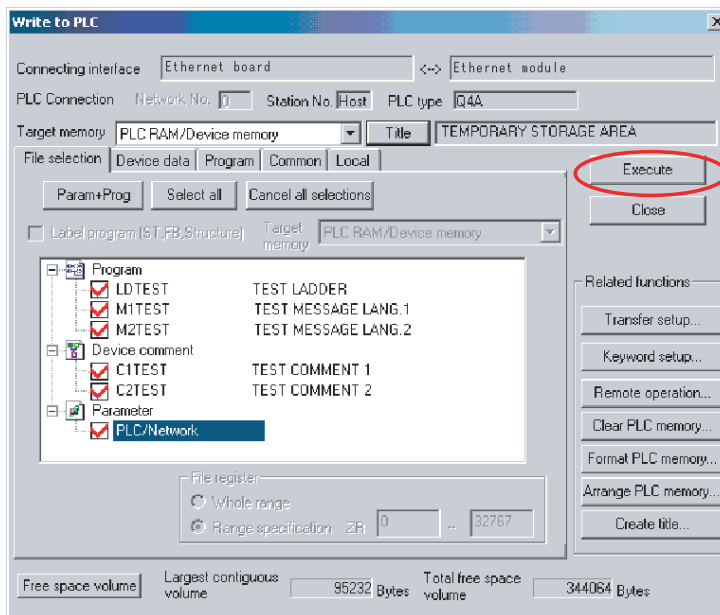 Write to PLC
Connecting interface Ethernet board <--> Ethernet module
PLC Connection Network No. 0 Station No. Host PLC type Q4A
Target memory PLC RAM/Device memory Title TEMPORARY STORAGE AREA
File selection Device data Program Common Local
Execute
Param+Prog Select all Cancel all selections
Close
Label program (ST,FB,Structure) Target memory PLC RAM/Device memory
Program
LDTEST TEST LADDER
M1TEST TEST MESSAGE LANG.1
M2TEST TEST MESSAGE LANG.2
Device comment
C1TEST TEST COMMENT 1
C2TEST TEST COMMENT 2
Parameter
PLC/Network
Related functions
Transfer setup...
Keyword setup...
Remote operation...
Clear PLC memory...
Format PLC memory...
Arrange PLC memory...
Create title...
File register
Whole range
Range specification ZR 0 .. 32767
Free space volume Largest contiguous volume 95232 Bytes Total free space volume 344064 Bytes